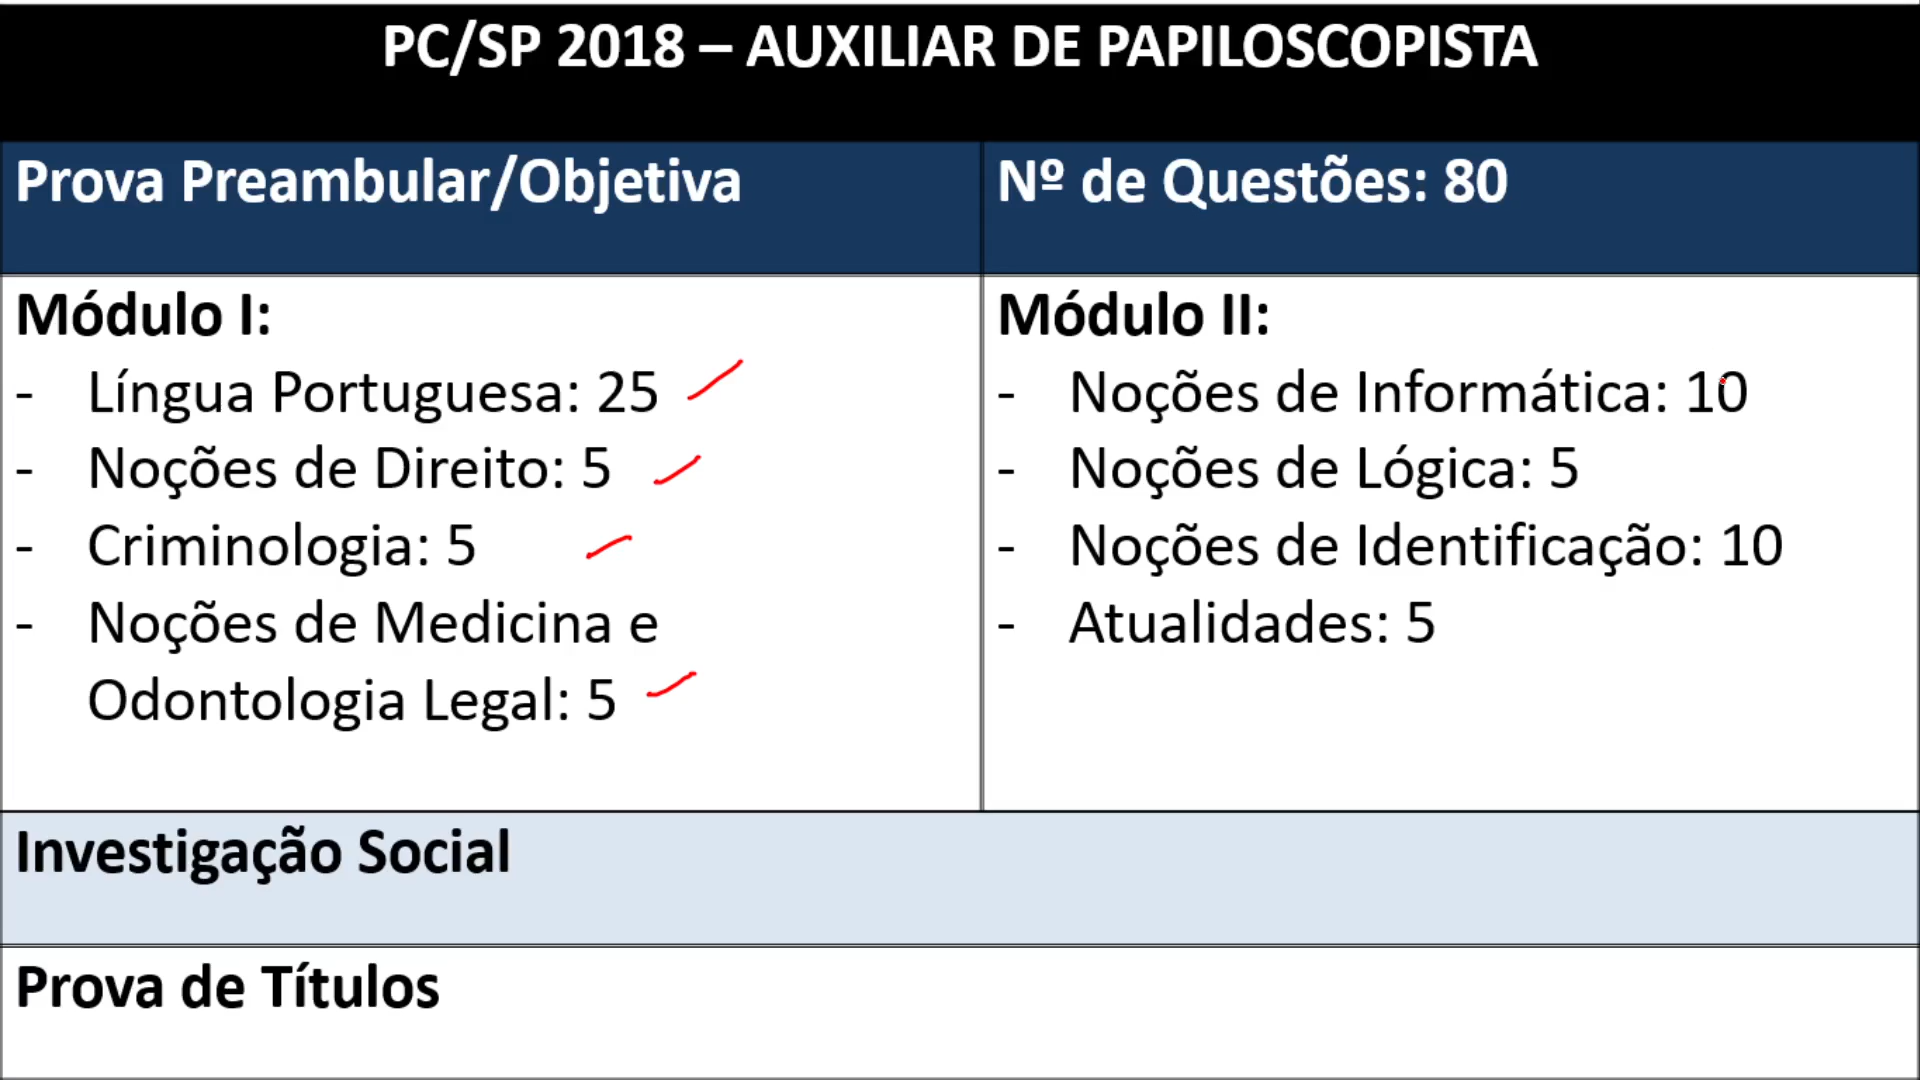 PC/SP 2018 – AUXILIAR DE PAPILOSCOPISTA
Prova Preambular/Objetiva
Nº de Questões: 80
Módulo I:
- Língua Portuguesa: 25
- Noções de Direito: 5
- Criminologia: 5
- Noções de Medicina e
Odontologia Legal: 5
Módulo II:
- Noções de Informática: 10
- Noções de Lógica: 5
- Noções de Identificação: 10
- Atualidades: 5
Investigação Social
Prova de Títulos